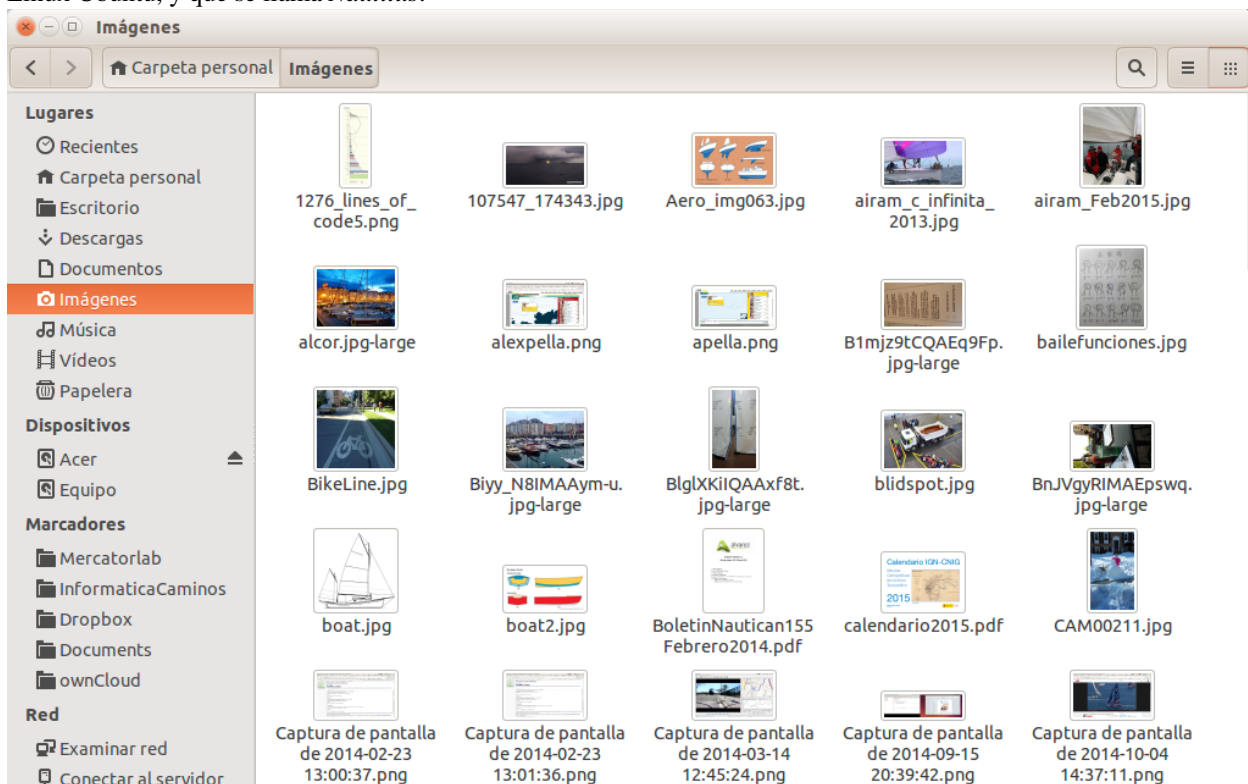 Imágenes
Carpeta personal Imágenes
Lugares
Recientes
Carpeta personal
Escritorio
Descargas
Documentos
Imágenes
Música
Vídeos
Papelera
Dispositivos
Acer
Equipo
Marcadores
Mercatorlab
InformaticaCaminos
Dropbox
Documents
ownCloud
Red
Examinar red
Conectar al servidor
1276_lines_of_
code5.png
107547_174343.jpg
Aero_img063.jpg
airam_c_infinita_
2013.jpg
airam_Feb2015.jpg
alcor.jpg-large
alexpella.png
apella.png
B1mjz9tCQAEq9Fp.
jpg-large
bailefunciones.jpg
BikeLine.jpg
Biyy_N8IMAAym-u.
jpg-large
BlglXKiIQAAxf8t.
jpg-large
blidspot.jpg
BnJVgyRIMAEpswq.
jpg-large
boat.jpg
boat2.jpg
alvarez
BoletinNautican155
Febrero2014.pdf
Calendario IGN-CNIG
2015
calendario2015.pdf
CAM00211.jpg
Captura de pantalla
de 2014-02-23
13:00:37.png
Captura de pantalla
de 2014-02-23
13:01:36.png
Captura de pantalla
de 2014-03-14
12:45:24.png
Captura de pantalla
de 2014-09-15
20:39:42.png
Captura de pantalla
de 2014-10-04
14:37:11.png